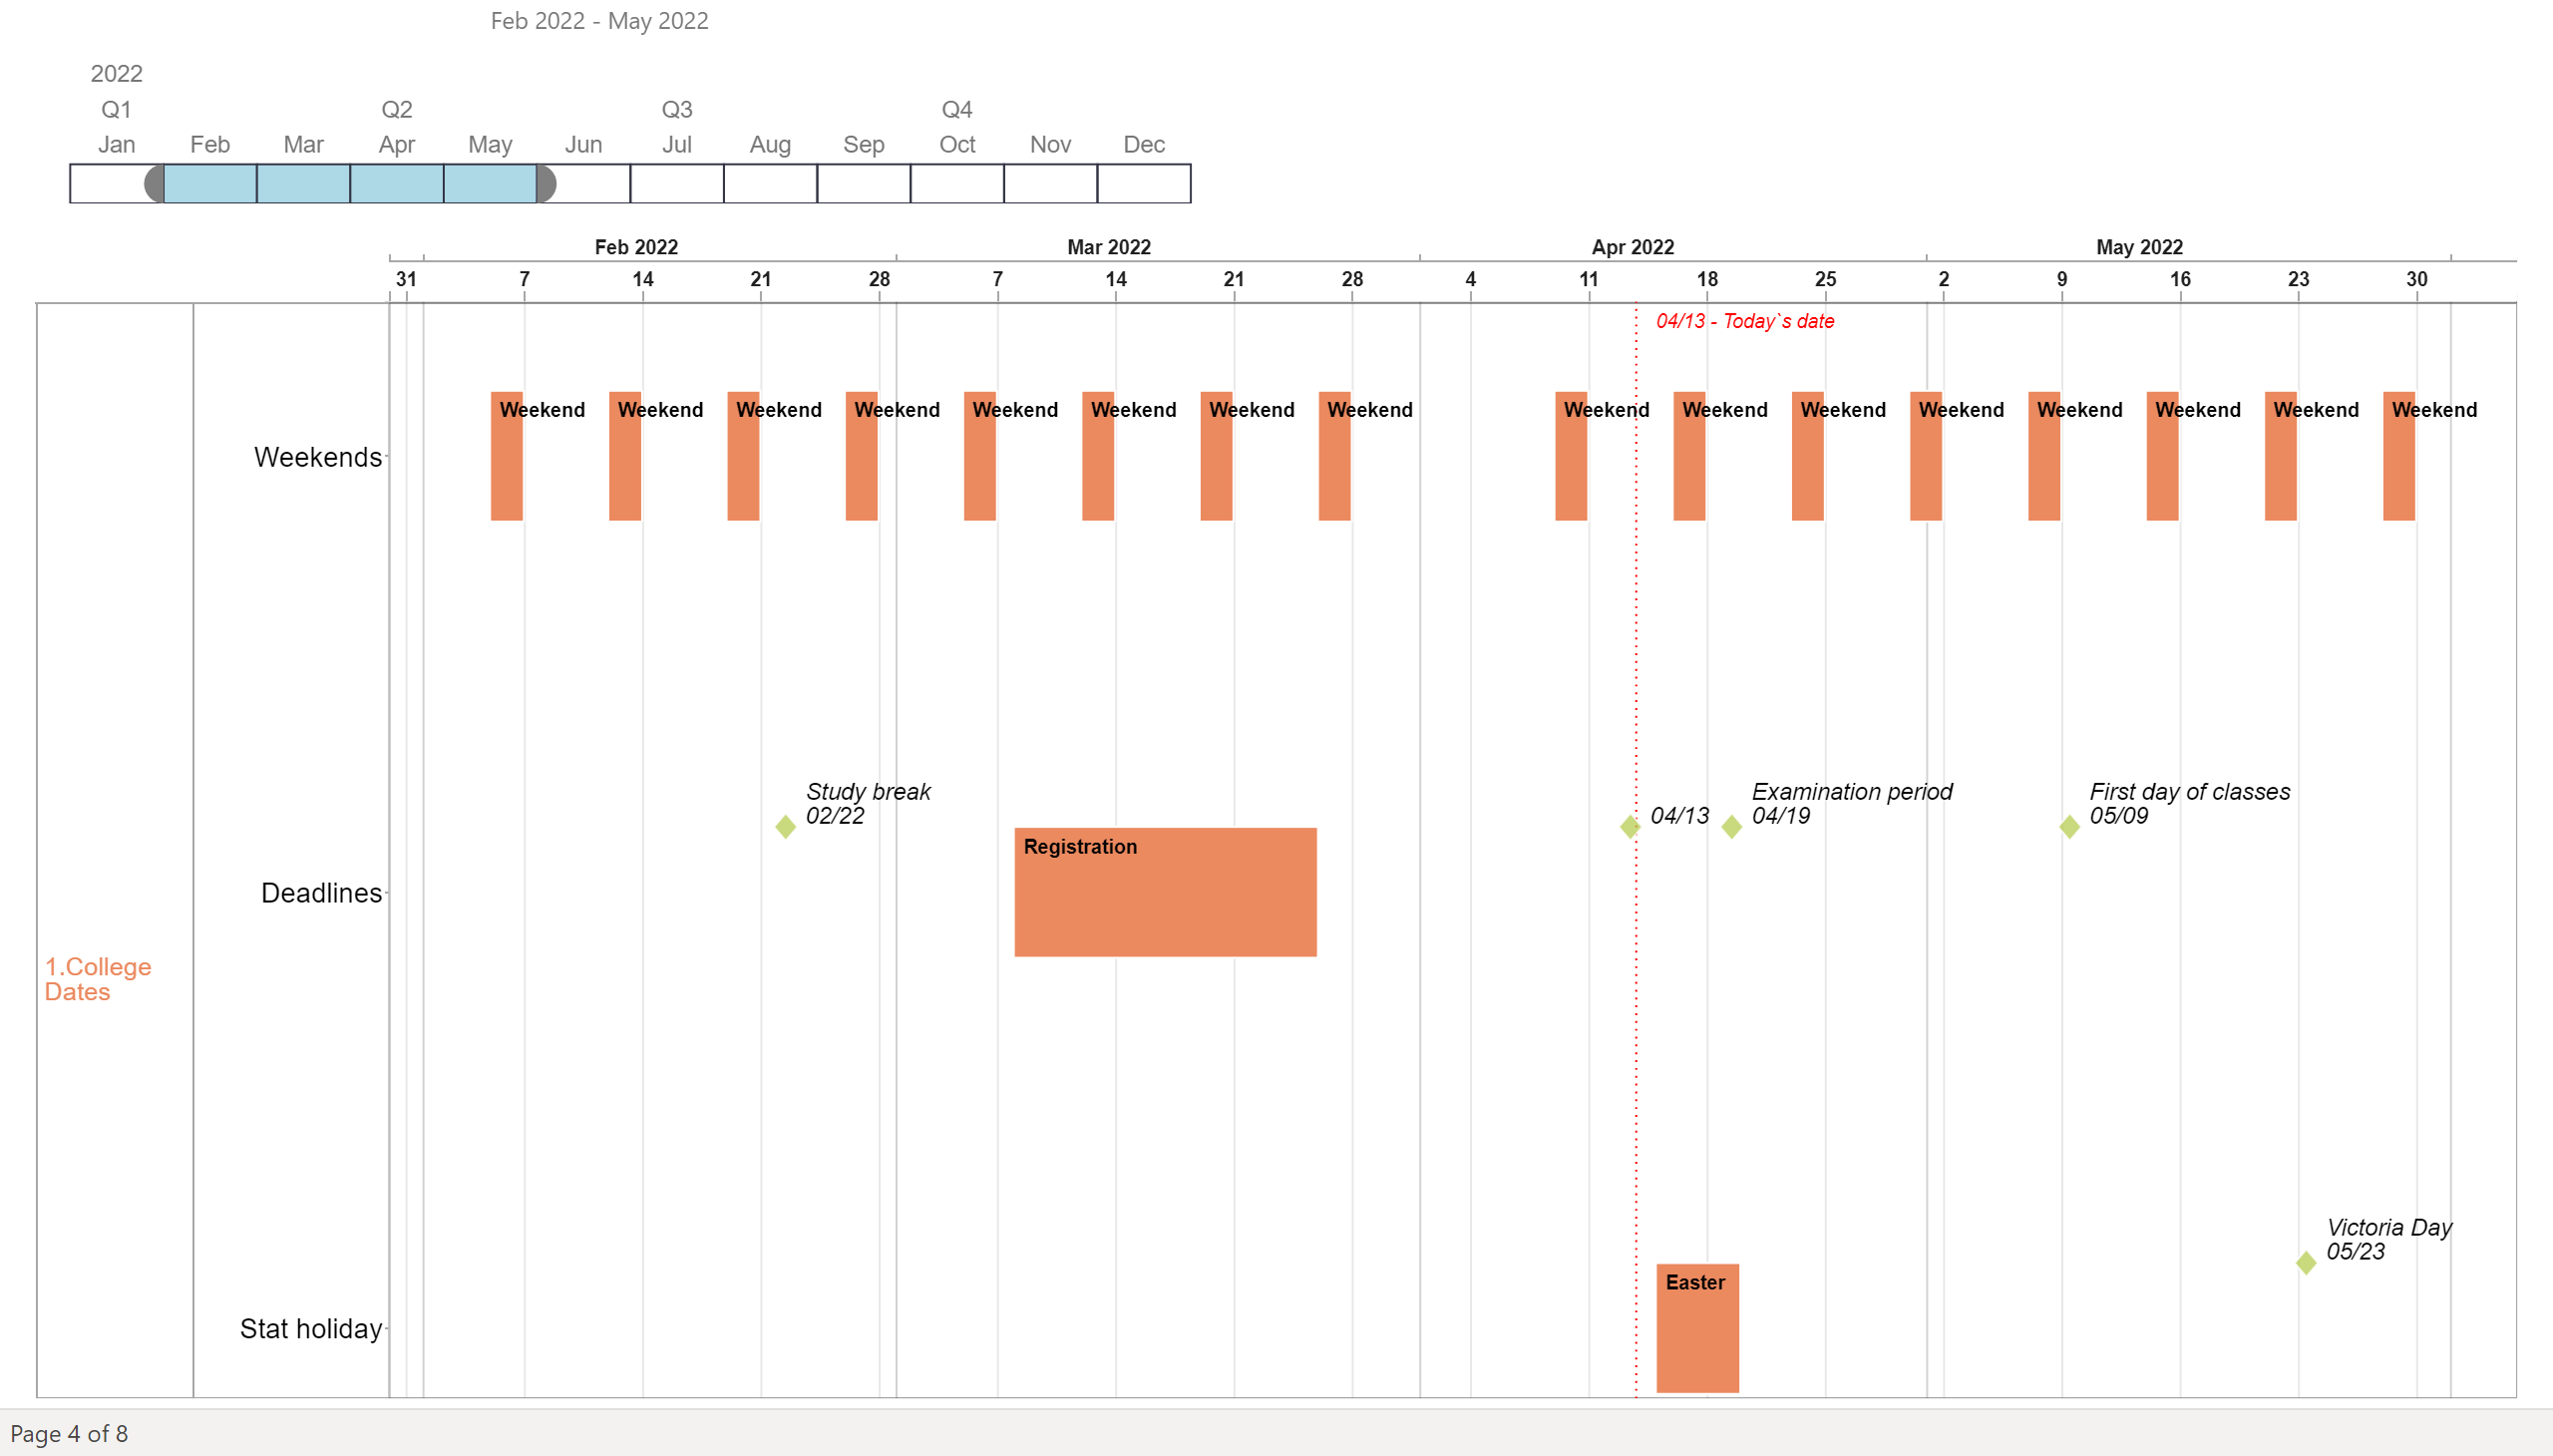 Feb 2022 - May 2022
2022
Q1 Q2 Q3 Q4
Jan Feb Mar Apr May Jun Jul Aug Sep Oct Nov Dec
Feb 2022 Mar 2022 Apr 2022 May 2022
31 7 14 21 28 7 14 21 28 4 11 18 25 2 9 16 23 30
04/13 - Today`s date
Weekend Weekend Weekend Weekend Weekend Weekend Weekend Weekend Weekend Weekend Weekend Weekend Weekend Weekend Weekend Weekend
Weekends
Study break Examination period First day of classes
02/22 04/13 04/19 05/09
Registration
Deadlines
1.College
Dates
Victoria Day
05/23
Easter
Stat holiday
Page 4 of 8